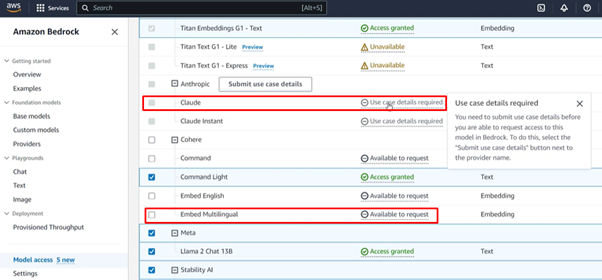 aws
Services
Search
[Alt+S]
Amazon Bedrock
Getting started
Overview
Examples
Foundation models
Base models
Custom models
Providers
Playgrounds
Chat
Text
Image
Deployment
Provisioned Throughput
Model access 5 new
Settings
Titan Embeddings G1 - Text Access granted Embedding
Titan Text G1 - Lite Preview Unavailable Text
Titan Text G1 - Express Preview Unavailable Text
Anthropic Submit use case details
Claude Use case details required
Claude Instant Use case details required
Cohere
Command Available to request
Command Light Access granted Text
Embed English Available to request Embedding
Embed Multilingual Available to request Embedding
Meta
Llama 2 Chat 13B Access granted Text
Stability AI
Use case details required
You need to submit use case details before
you are able to request access to this
model in Bedrock. To do this, select the
"Submit use case details" button next to
the provider name.